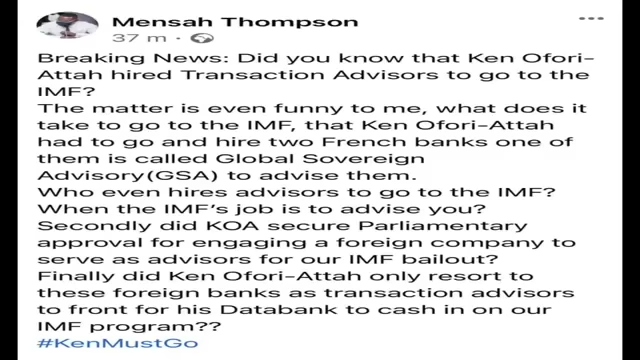 Mensah Thompson
37 m ·
Breaking News: Did you know that Ken Ofori-
Attah hired Transaction Advisors to go to the
IMF?
The matter is even funny to me, what does it
take to go to the IMF, that Ken Ofori-Attah
had to go and hire two French banks one of
them is called Global Sovereign
Advisory(GSA) to advise them.
Who even hires advisors to go to the IMF?
When the IMF's job is to advise you?
Secondly did KOA secure Parliamentary
approval for engaging a foreign company to
serve as advisors for our IMF bailout?
Finally did Ken Ofori-Attah only resort to
these foreign banks as transaction advisors
to front for his Databank to cash in on our
IMF program??
#KenMustGo